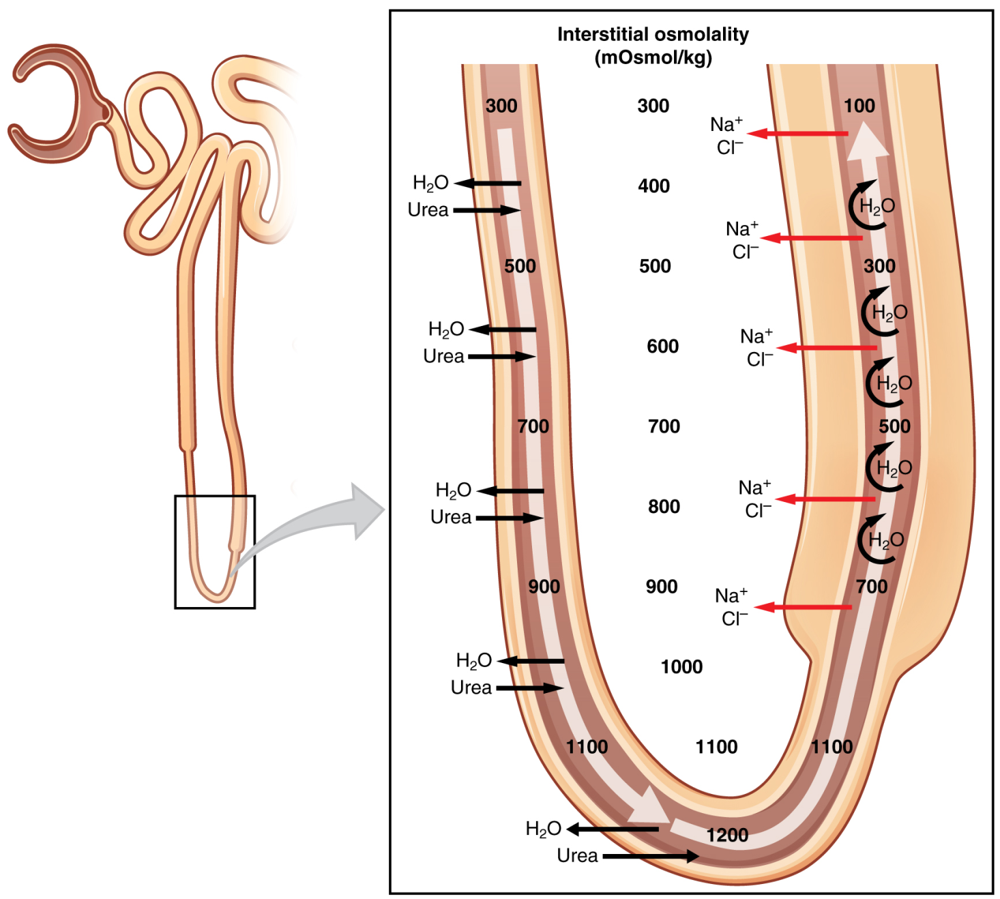 Interstitial osmolality
(mOsmol/kg)
300
300
100
Na⁺
Cl⁻
H₂O
400
Urea
H₂O
Na⁺
Cl⁻
500
500
300
H₂O
H₂O
Urea
600
Na⁺
Cl⁻
H₂O
700
700
500
H₂O
H₂O
Urea
800
Na⁺
Cl⁻
H₂O
900
900
700
Na⁺
Cl⁻
H₂O
Urea
1000
1100
1100
1100
H₂O
Urea
1200